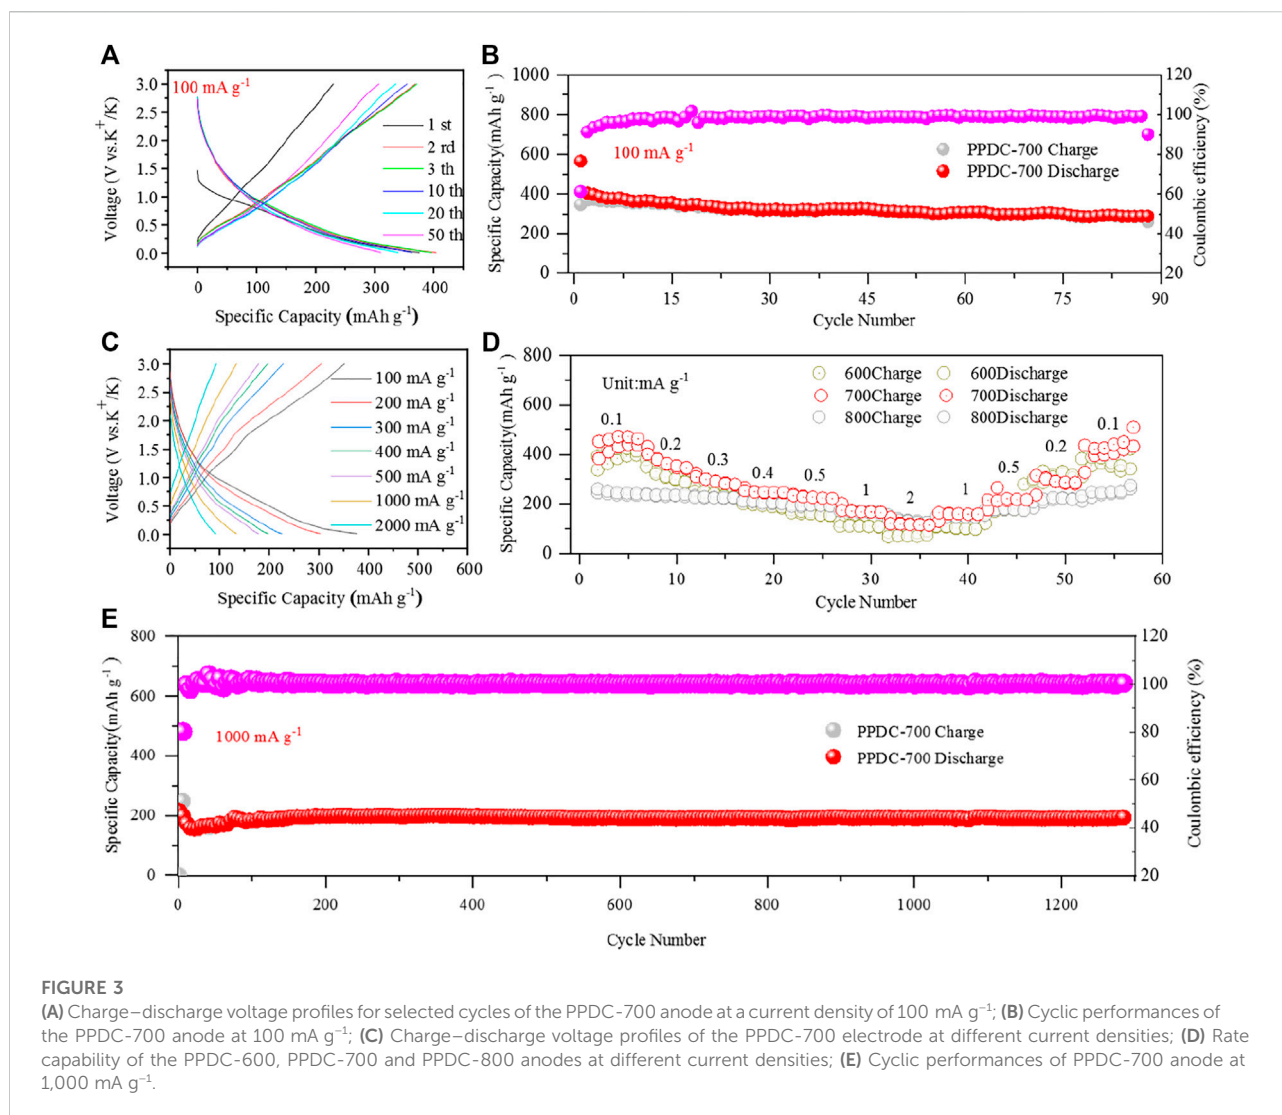 A
100 mA g⁻¹
Voltage (V vs.K⁺/K)
3.0
2.5
2.0
1.5
1.0
0.5
0.0
1 st
2 rd
3 th
10 th
20 th
50 th
0 100 200 300 400
Specific Capacity (mAh g⁻¹)
B
Specific Capacity(mAh g⁻¹)
1000
800
600
400
200
0
100 mA g⁻¹
PPDC-700 Charge
PPDC-700 Discharge
120
100
80
60
40
20
Coulombic efficiency (%)
0 15 30 45 60 75 90
Cycle Number
C
Voltage (V vs.K⁺/K)
3.0
2.5
2.0
1.5
1.0
0.5
0.0
100 mA g⁻¹
200 mA g⁻¹
300 mA g⁻¹
400 mA g⁻¹
500 mA g⁻¹
1000 mA g⁻¹
2000 mA g⁻¹
0 100 200 300 400 500 600
Specific Capacity (mAh g⁻¹)
D
Specific Capacity(mAh g⁻¹)
800
600
400
200
0
Unit:mA g⁻¹
600Charge 600Discharge
700Charge 700Discharge
800Charge 800Discharge
0.1 0.2 0.3 0.4 0.5 1 2 1 0.5 0.2 0.1
0 10 20 30 40 50 60
Cycle Number
E
Specific Capacity(mAh g⁻¹)
800
600
400
200
0
1000 mA g⁻¹
PPDC-700 Charge
PPDC-700 Discharge
120
100
80
60
40
20
Coulombic efficiency (%)
0 200 400 600 800 1000 1200
Cycle Number
FIGURE 3
(A) Charge–discharge voltage profiles for selected cycles of the PPDC-700 anode at a current density of 100 mA g⁻¹; (B) Cyclic performances of
the PPDC-700 anode at 100 mA g⁻¹; (C) Charge–discharge voltage profiles of the PPDC-700 electrode at different current densities; (D) Rate
capability of the PPDC-600, PPDC-700 and PPDC-800 anodes at different current densities; (E) Cyclic performances of PPDC-700 anode at
1,000 mA g⁻¹.